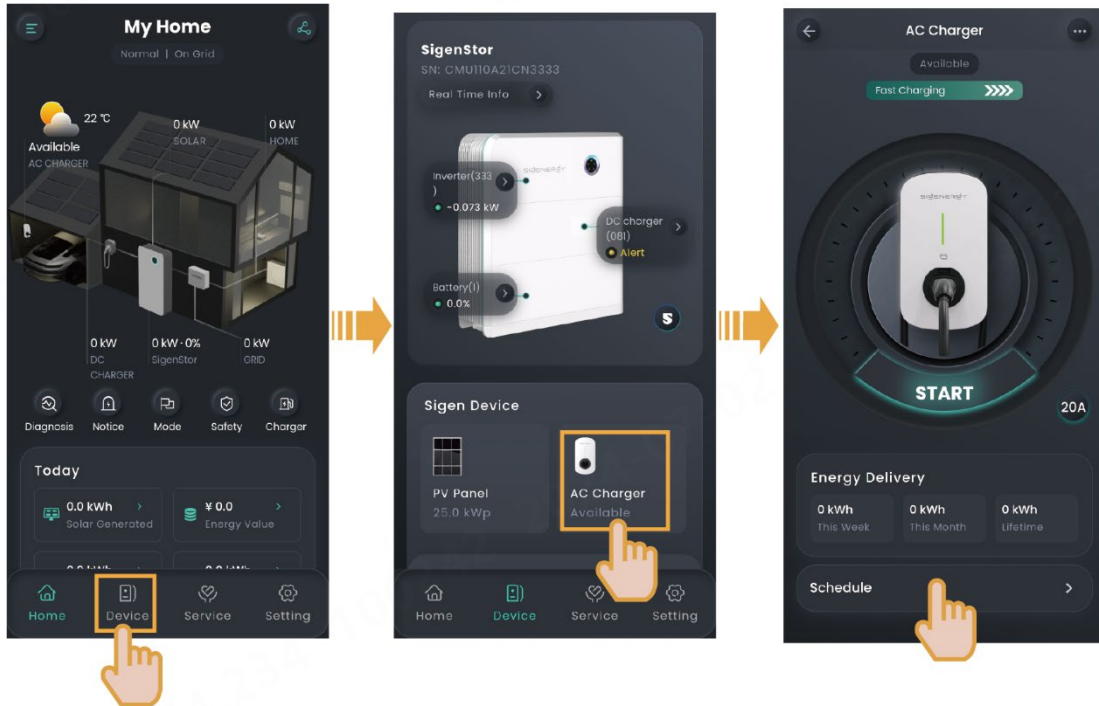 My Home
Normal | On Grid
22 ℃
Available
AC CHARGER
0 kW
SOLAR
0 kW
HOME
0 kW
DC
CHARGER
0 kW · 0%
SigenStor
0 kW
GRID
Diagnosis
Notice
Mode
Safety
Charger
Today
0.0 kWh
Solar Generated
¥ 0.0
Energy Value
Home
Device
Service
Setting
SigenStor
SN: CMU110A21CN3333
Real Time Info
SIGENERGY
Inverter(333
)
-0.073 kW
DC charger
(081)
Alert
Battery(1)
0.0%
Sigen Device
PV Panel
25.0 kWp
AC Charger
Available
Home
Device
Service
Setting
AC Charger
Available
Fast Charging
SIGENERGY
START
20A
Energy Delivery
0 kWh
This Week
0 kWh
This Month
0 kWh
Lifetime
Schedule